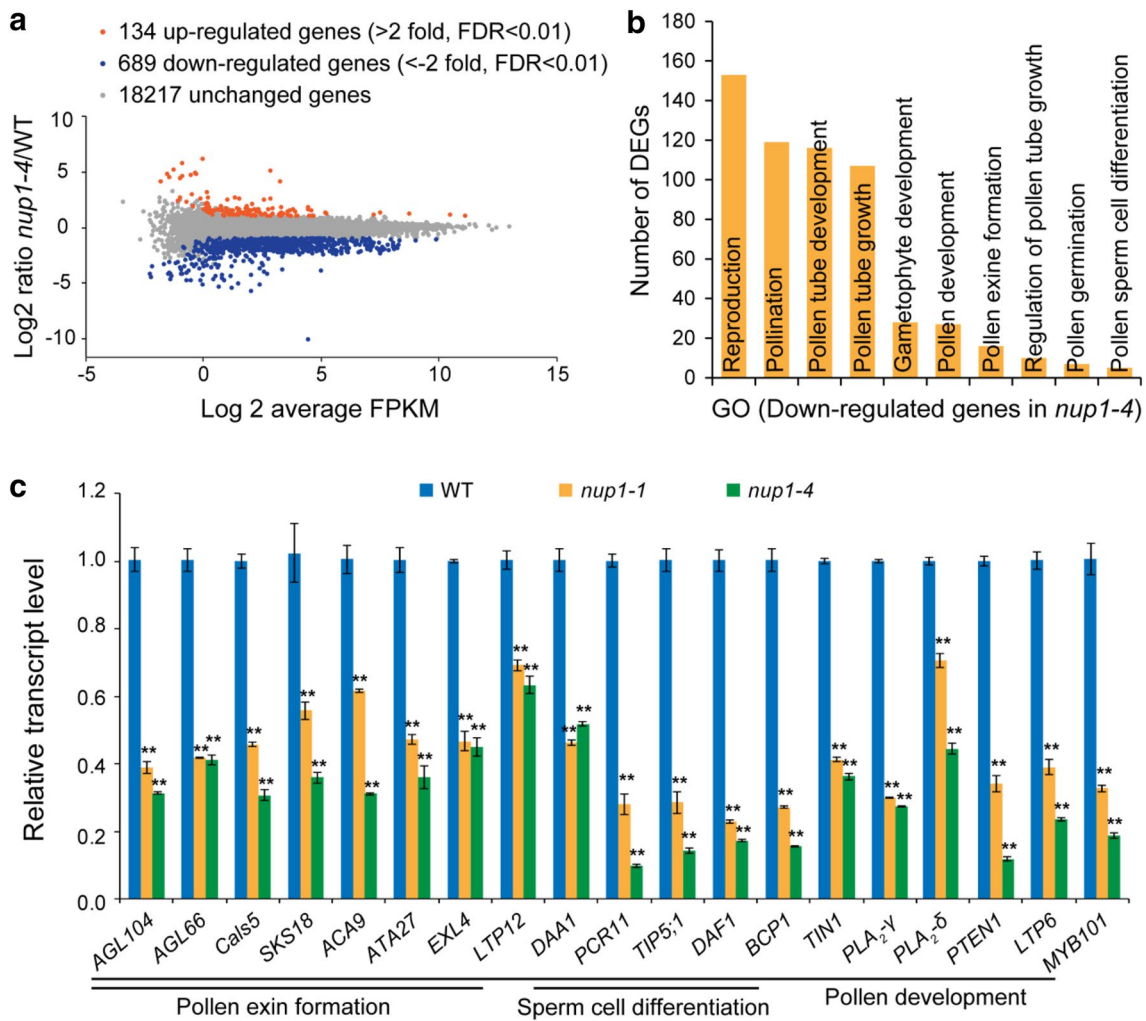 a
134 up-regulated genes (>2 fold, FDR<0.01)
689 down-regulated genes (<-2 fold, FDR<0.01)
18217 unchanged genes
Log2 ratio nup1-4/WT
10
5
0
-5
-10
-5 0 5 10 15
Log 2 average FPKM
b
Number of DEGs
180
160
140
120
100
80
60
40
20
0
Reproduction
Pollination
Pollen tube development
Pollen tube growth
Gametophyte development
Pollen development
Pollen exine formation
Regulation of pollen tube growth
Pollen germination
Pollen sperm cell differentiation
GO (Down-regulated genes in nup1-4)
c
WT nup1-1 nup1-4
Relative transcript level
1.2
1.0
0.8
0.6
0.4
0.2
0.0
** ** ** ** ** ** ** ** ** ** ** ** ** ** ** ** ** ** ** ** ** ** ** ** ** ** ** ** ** ** ** ** ** ** ** ** ** **
AGL104 AGL66 Cals5 SKS18 ACA9 ATA27 EXL4 LTP12 DAA1 PCR11 TIP5;1 DAF1 BCP1 TIN1 PLA₂γ PLA₂-δ PTEN1 LTP6 MYB101
Pollen exin formation Sperm cell differentiation Pollen development